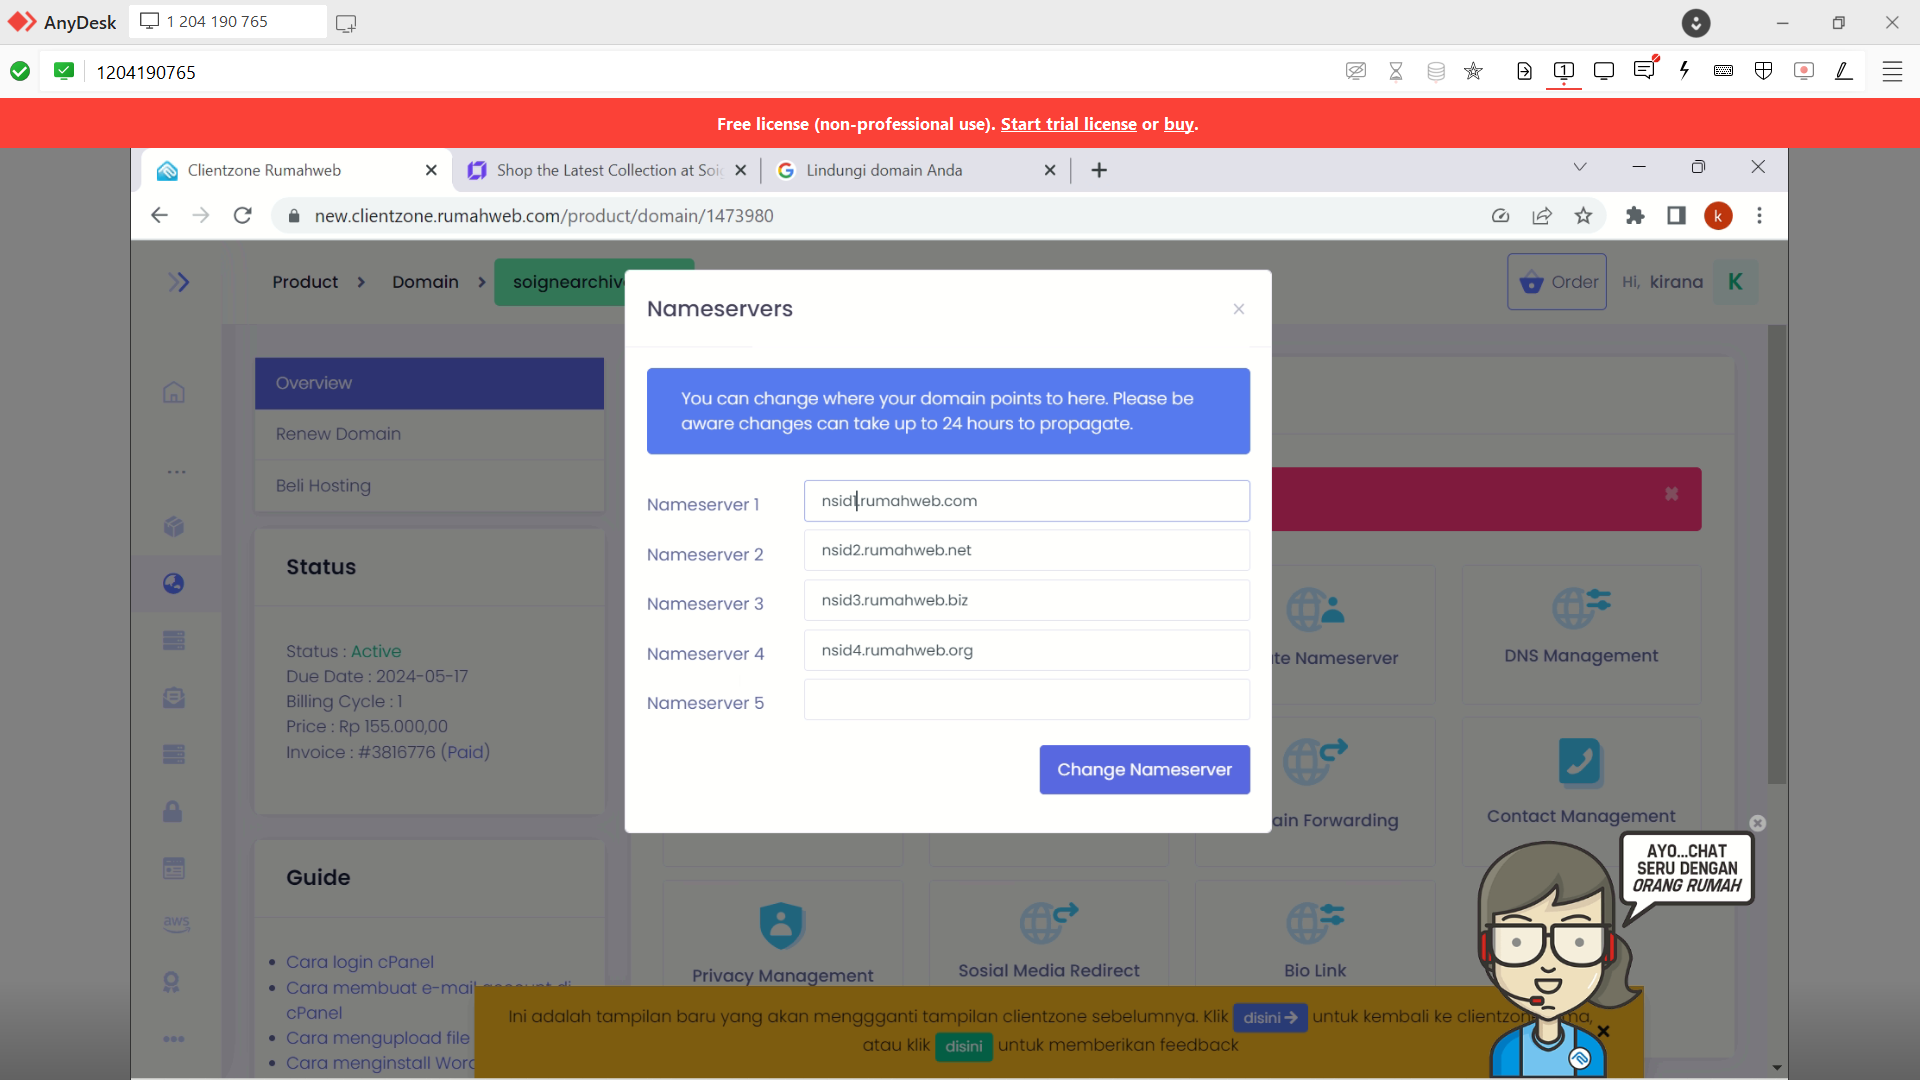 AnyDesk
1 204 190 765
1204190765
Free license (non-professional use). Start trial license or buy.
Clientzone Rumahweb
Shop the Latest Collection at Soig
Lindungi domain Anda
new.clientzone.rumahweb.com/product/domain/1473980
k
Product > Domain > soignearchiv
Order
Hi, kirana
K
Overview
Renew Domain
Beli Hosting
Status
Status : Active
Due Date : 2024-05-17
Billing Cycle : 1
Price : Rp 155.000,00
Invoice : #3816776 (Paid)
Guide
Cara login cPanel
Cara membuat e-mail account di
cPanel
Cara mengupload file
Cara menginstall Word
aws
Nameservers
You can change where your domain points to here. Please be
aware changes can take up to 24 hours to propagate.
Nameserver 1
nsid1.rumahweb.com
Nameserver 2
nsid2.rumahweb.net
Nameserver 3
nsid3.rumahweb.biz
Nameserver 4
nsid4.rumahweb.org
Nameserver 5
Change Nameserver
te Nameserver
DNS Management
ain Forwarding
Contact Management
Privacy Management
Sosial Media Redirect
Bio Link
AYO...CHAT
SERU DENGAN
ORANG RUMAH
Ini adalah tampilan baru yang akan menggganti tampilan clientzone sebelumnya. Klik disini → untuk kembali ke clientzon ma,
atau klik disini untuk memberikan feedback